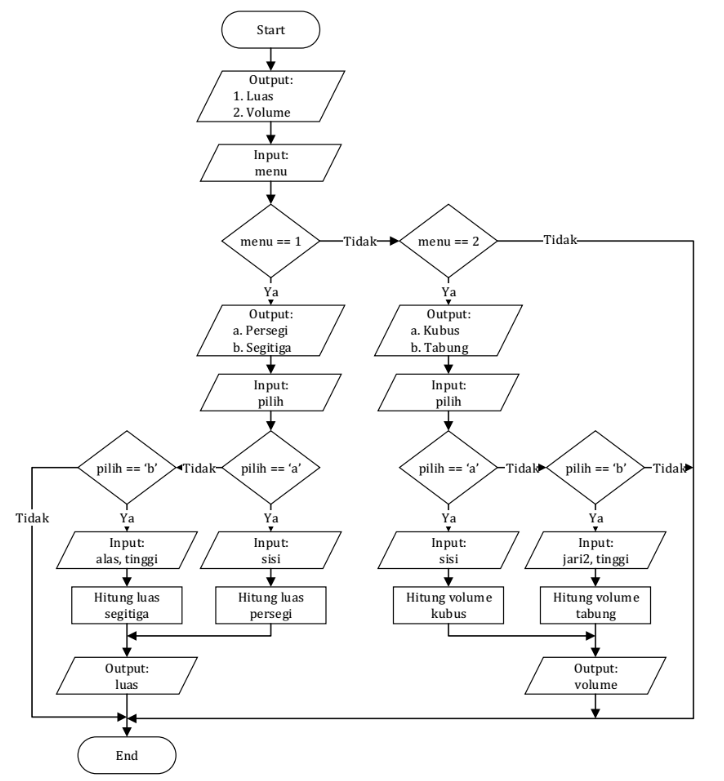 Start
Output:
1. Luas
2. Volume
Input:
menu
menu == 1
Tidak
menu == 2
Tidak
Ya
Ya
Output:
a. Persegi
b. Segitiga
Output:
a. Kubus
b. Tabung
Input:
pilih
Input:
pilih
pilih == ‘b’
Tidak
pilih == ‘a’
pilih == ‘a’
Tidak
pilih == ‘b’
Tidak
Tidak
Ya
Ya
Ya
Ya
Input:
alas, tinggi
Input:
sisi
Input:
sisi
Input:
jari2, tinggi
Hitung luas
segitiga
Hitung luas
persegi
Hitung volume
kubus
Hitung volume
tabung
Output:
luas
Output:
volume
End